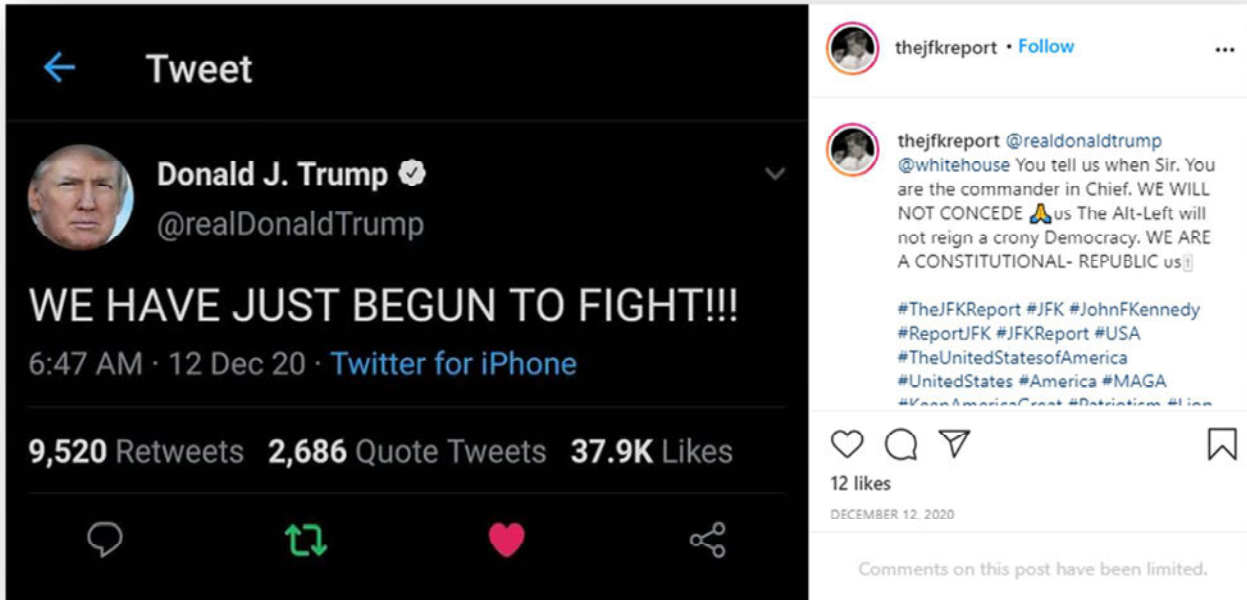 Tweet
Donald J. Trump
@realDonaldTrump
WE HAVE JUST BEGUN TO FIGHT!!!
6:47 AM · 12 Dec 20 · Twitter for iPhone
9,520 Retweets 2,686 Quote Tweets 37.9K Likes
thejfkreport • Follow
thejfkreport @realdonaldtrump
@whitehouse You tell us when Sir. You
are the commander in Chief. WE WILL
NOT CONCEDE 🙏us The Alt-Left will
not reign a crony Democracy. WE ARE
A CONSTITUTIONAL- REPUBLIC us
#TheJFKReport #JFK #JohnFKennedy
#ReportJFK #JFKReport #USA
#TheUnitedStatesofAmerica
#UnitedStates #America #MAGA
#KeepAmericaGreat #Patriotism #Lion
12 likes
DECEMBER 12, 2020
Comments on this post have been limited.